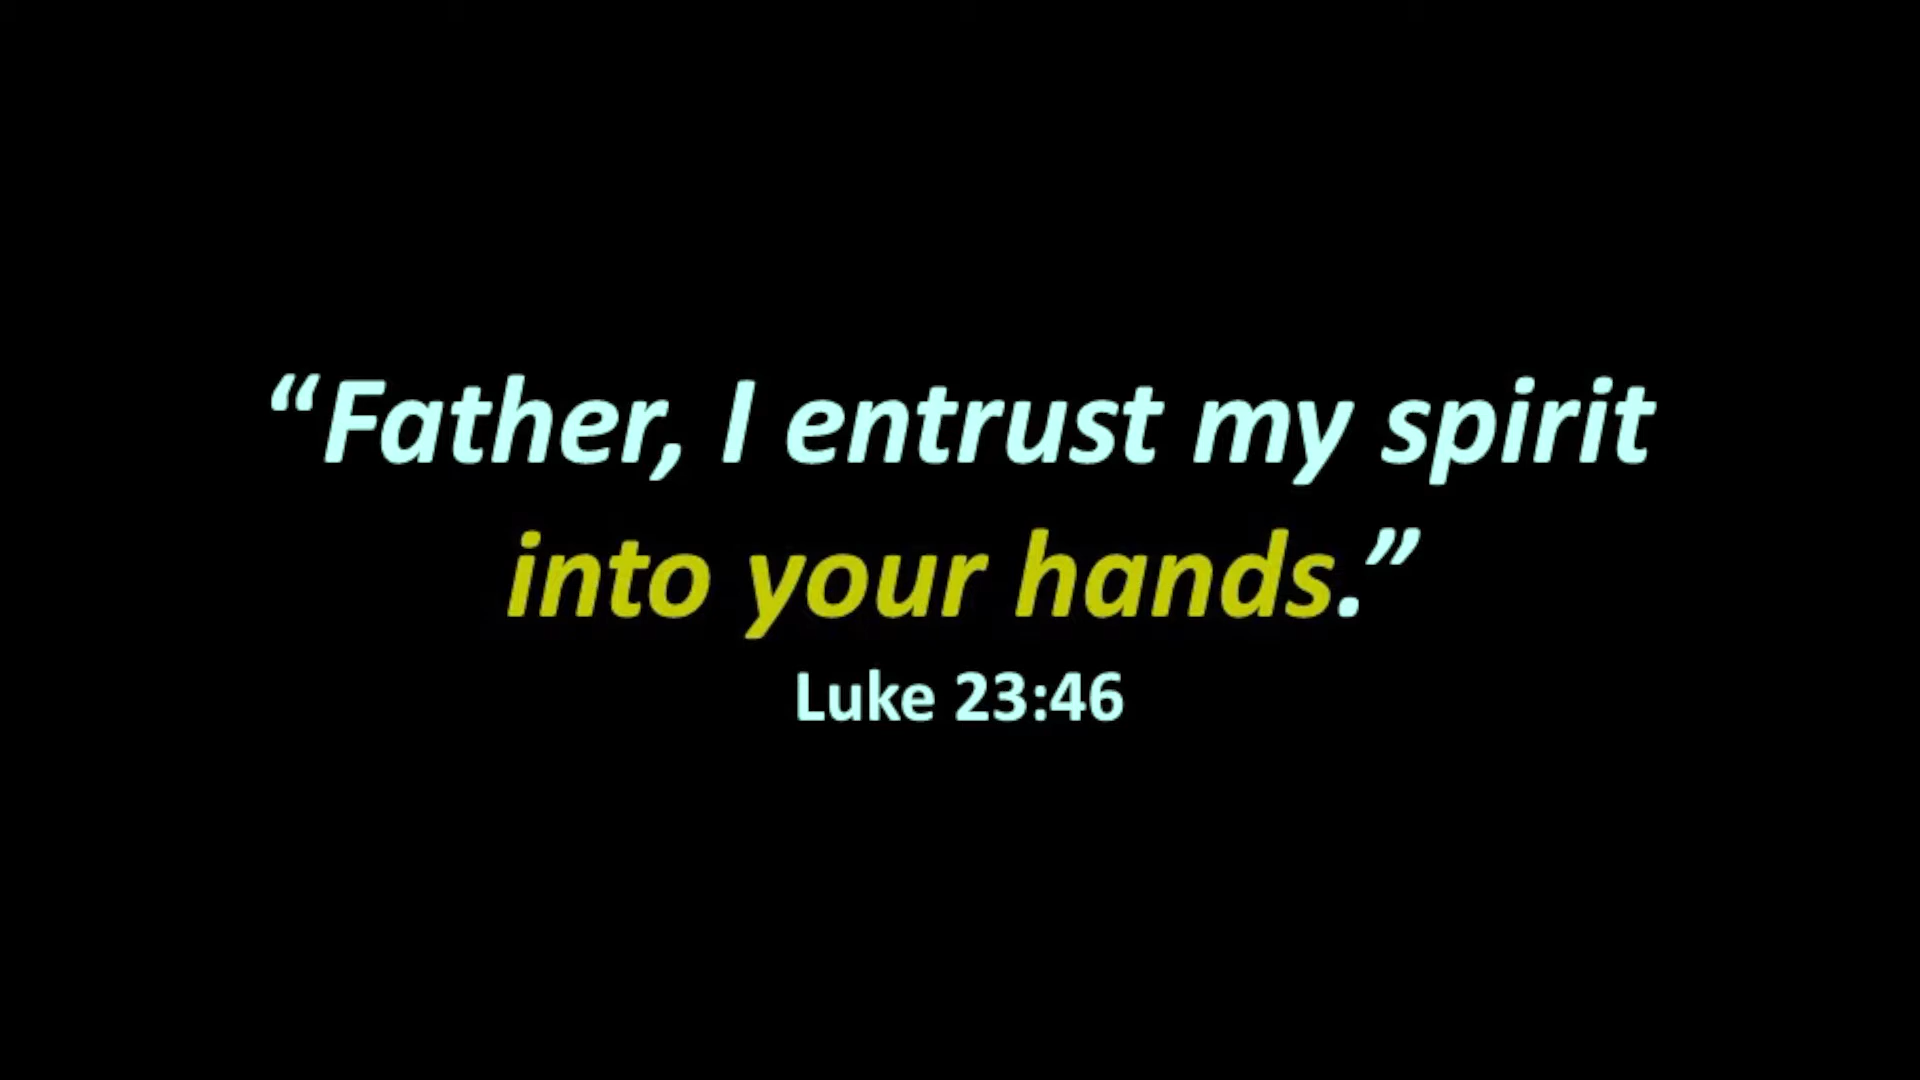 “Father, I entrust my spirit
into your hands.”
Luke 23:46